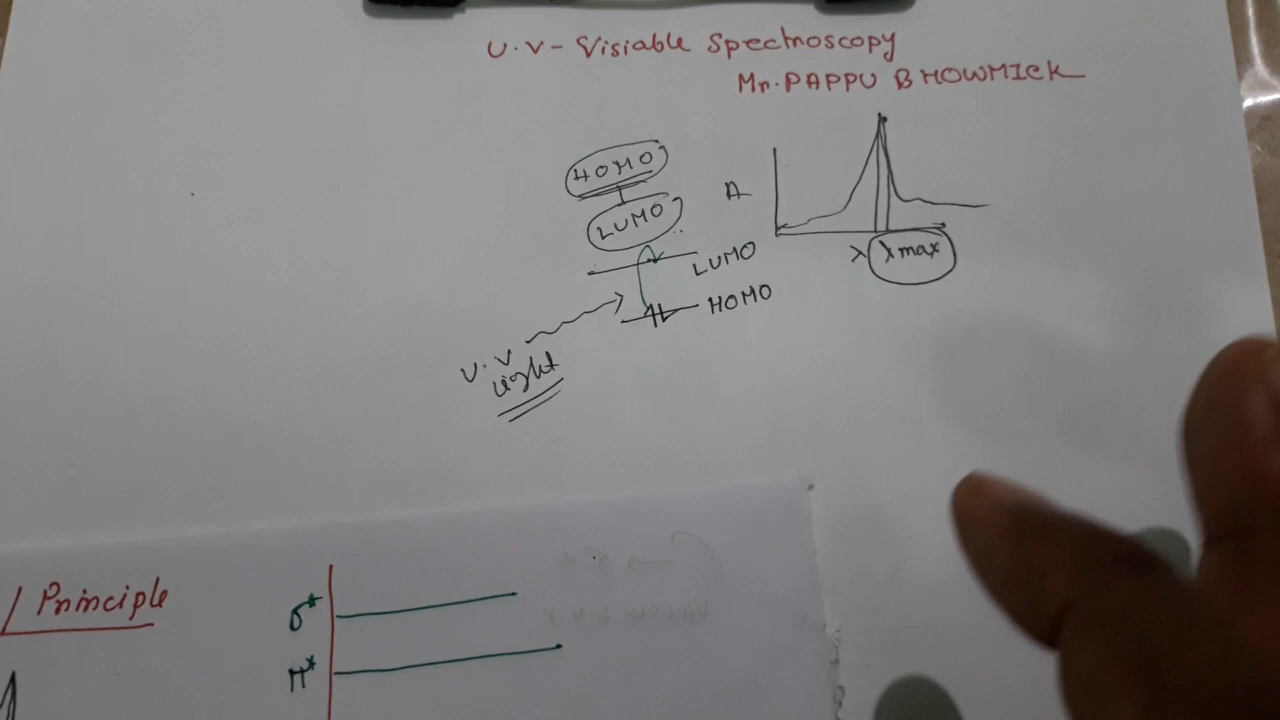 U.V - Visiable Spectroscopy
Mr. PAPPU BHOWMICK
HOMO
LUMO
A
λ λmax
LUMO
HOMO
U.V
light
Principle
σ*
π*